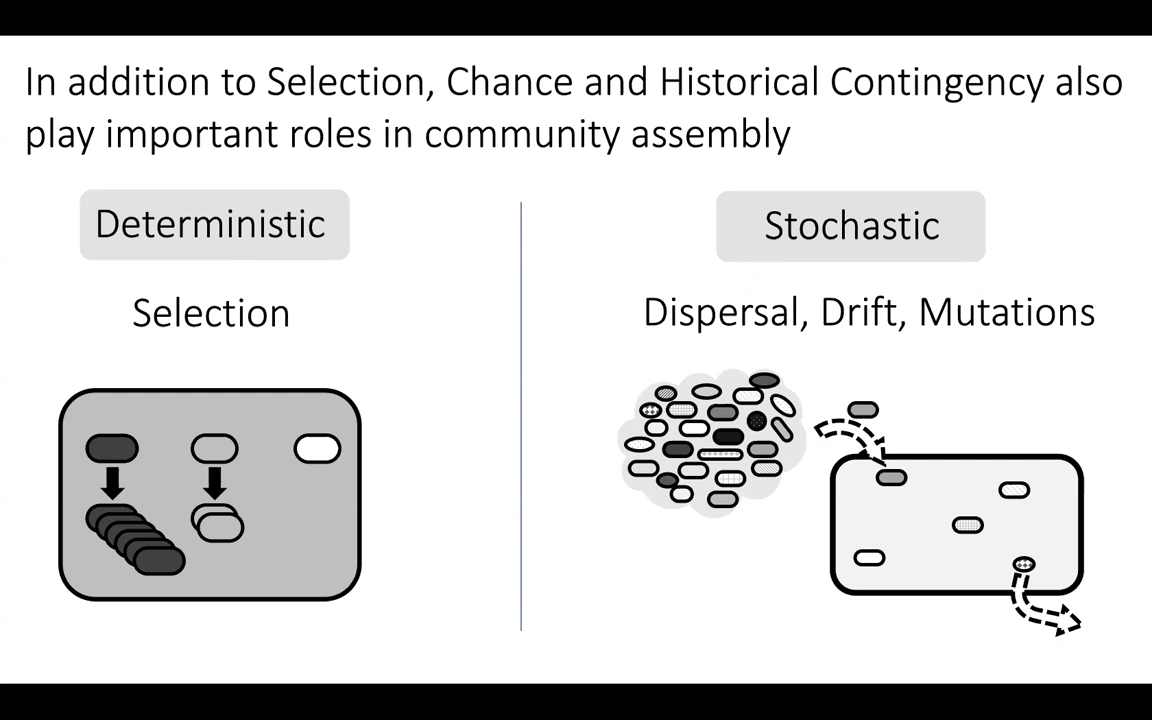 In addition to Selection, Chance and Historical Contingency also
play important roles in community assembly
Deterministic
Selection
Stochastic
Dispersal, Drift, Mutations